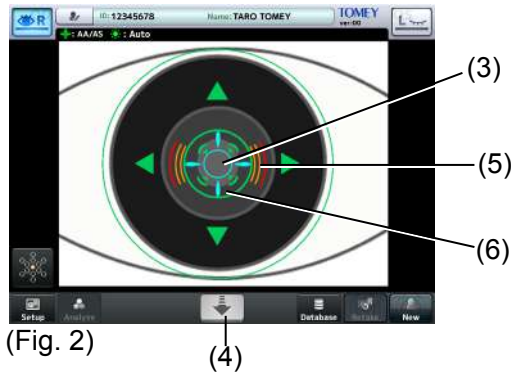 R ID: 12345678 Name: TARO TOMEY TOMEY
ver:00 L
: AA/AS : Auto
(3)
(5)
(6)
Setup Analyze Database Retake New
(Fig. 2)
(4)